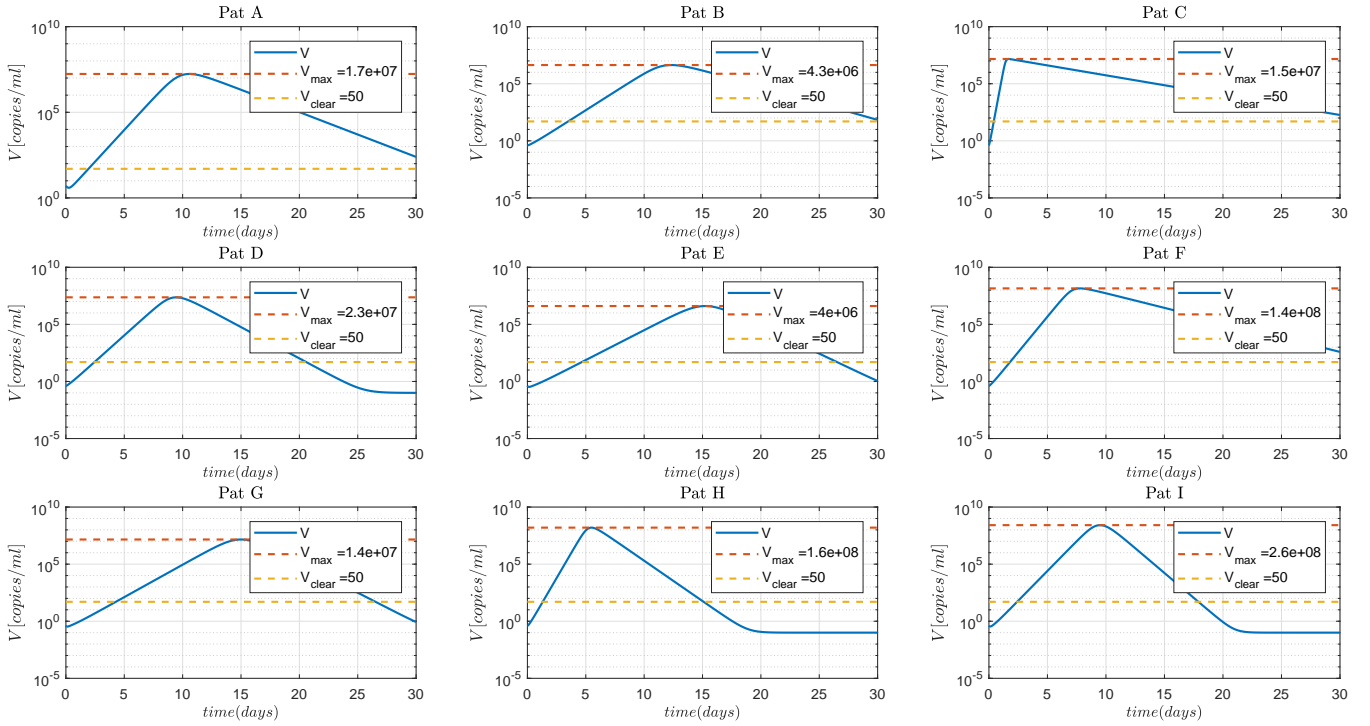 Pat A
V [copies/ml]
10^10
10^5
10^0
V
V_max =1.7e+07
V_clear =50
0 5 10 15 20 25 30
time(days)
Pat B
V [copies/ml]
10^10
10^5
10^0
10^-5
V
V_max =4.3e+06
V_clear =50
0 5 10 15 20 25 30
time(days)
Pat C
V [copies/ml]
10^10
10^5
10^0
10^-5
V
V_max =1.5e+07
V_clear =50
0 5 10 15 20 25 30
time(days)
Pat D
V [copies/ml]
10^10
10^5
10^0
10^-5
V
V_max =2.3e+07
V_clear =50
0 5 10 15 20 25 30
time(days)
Pat E
V [copies/ml]
10^10
10^5
10^0
10^-5
V
V_max =4e+06
V_clear =50
0 5 10 15 20 25 30
time(days)
Pat F
V [copies/ml]
10^10
10^5
10^0
10^-5
V
V_max =1.4e+08
V_clear =50
0 5 10 15 20 25 30
time(days)
Pat G
V [copies/ml]
10^10
10^5
10^0
10^-5
V
V_max =1.4e+07
V_clear =50
0 5 10 15 20 25 30
time(days)
Pat H
V [copies/ml]
10^10
10^5
10^0
10^-5
V
V_max =1.6e+08
V_clear =50
0 5 10 15 20 25 30
time(days)
Pat I
V [copies/ml]
10^10
10^5
10^0
10^-5
V
V_max =2.6e+08
V_clear =50
0 5 10 15 20 25 30
time(days)